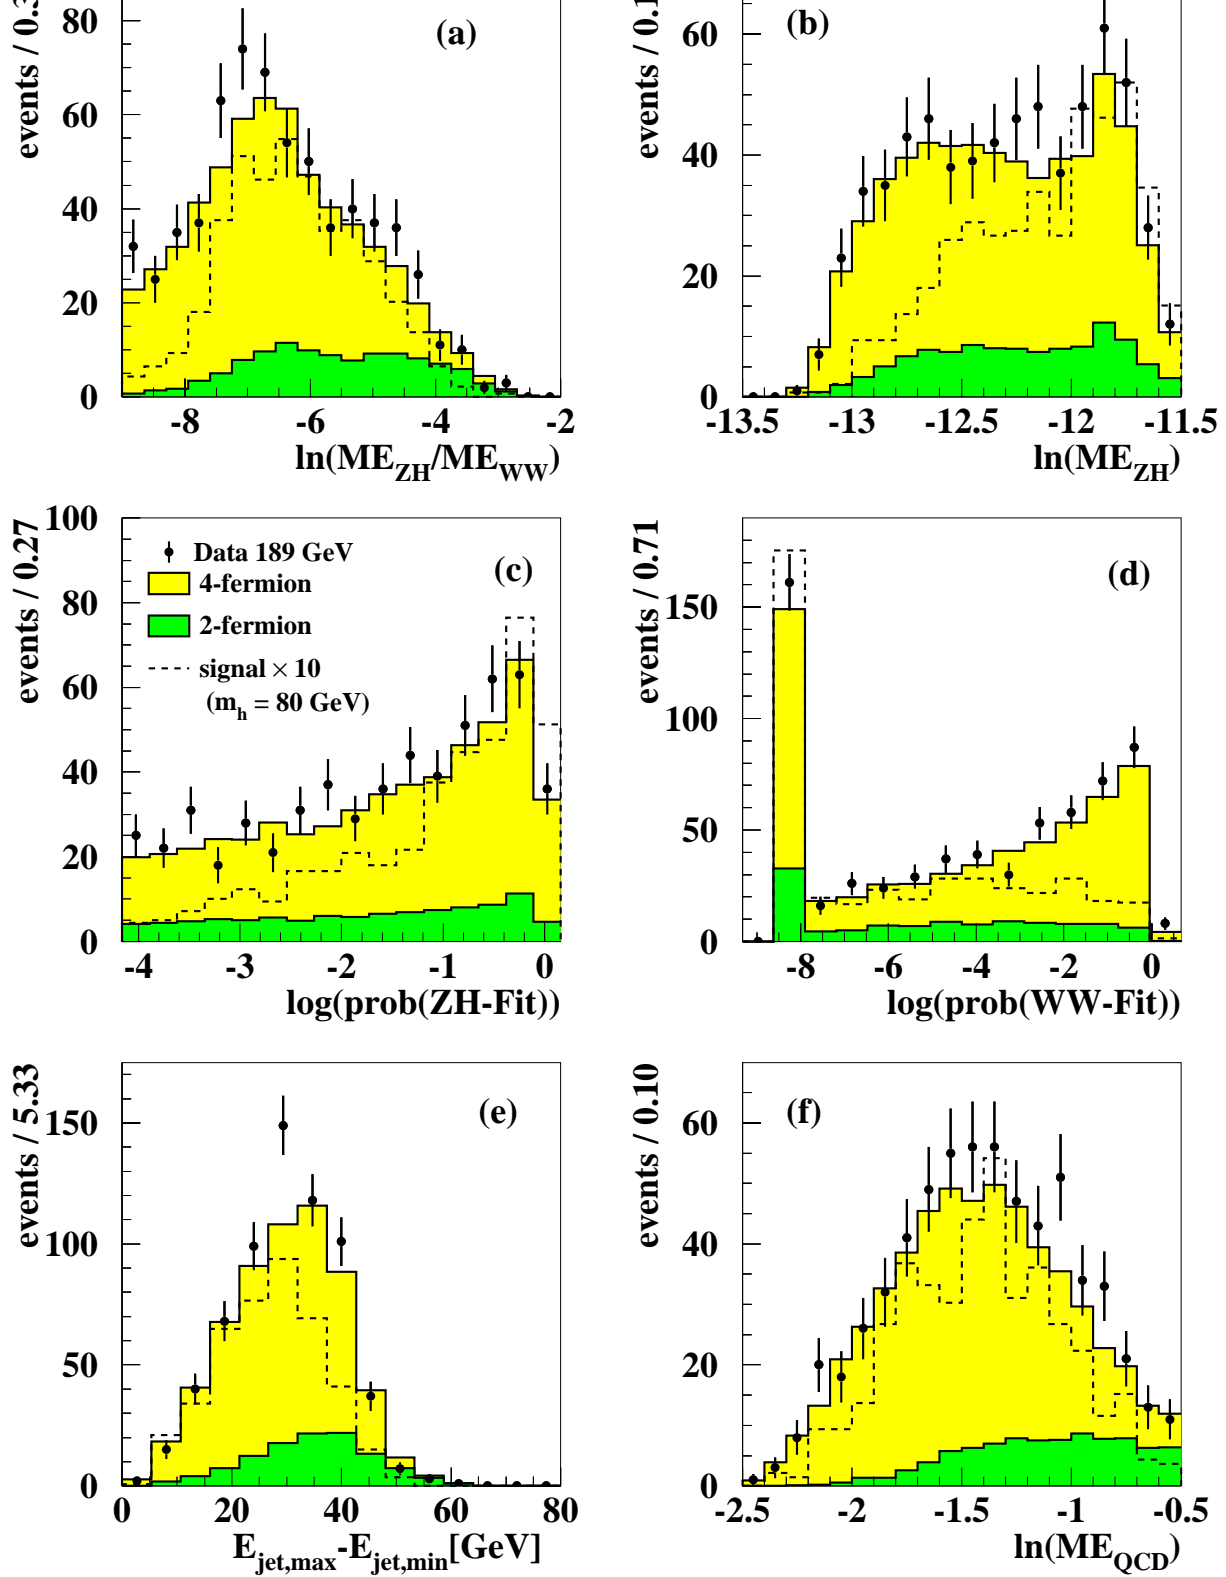 events / 0.3
80
60
40
20
0
(a)
-8
-6
-4
-2
ln(ME_ZH/ME_WW)
events / 0.1
60
40
20
0
(b)
-13.5
-13
-12.5
-12
-11.5
ln(ME_ZH)
events / 0.27
100
80
60
40
20
0
Data 189 GeV
4-fermion
2-fermion
signal × 10
(m_h = 80 GeV)
(c)
-4
-3
-2
-1
0
log(prob(ZH-Fit))
events / 0.71
150
100
50
0
(d)
-8
-6
-4
-2
0
log(prob(WW-Fit))
events / 5.33
150
100
50
0
(e)
0
20
40
60
80
E_jet,max-E_jet,min[GeV]
events / 0.10
60
40
20
0
(f)
-2.5
-2
-1.5
-1
-0.5
ln(ME_QCD)